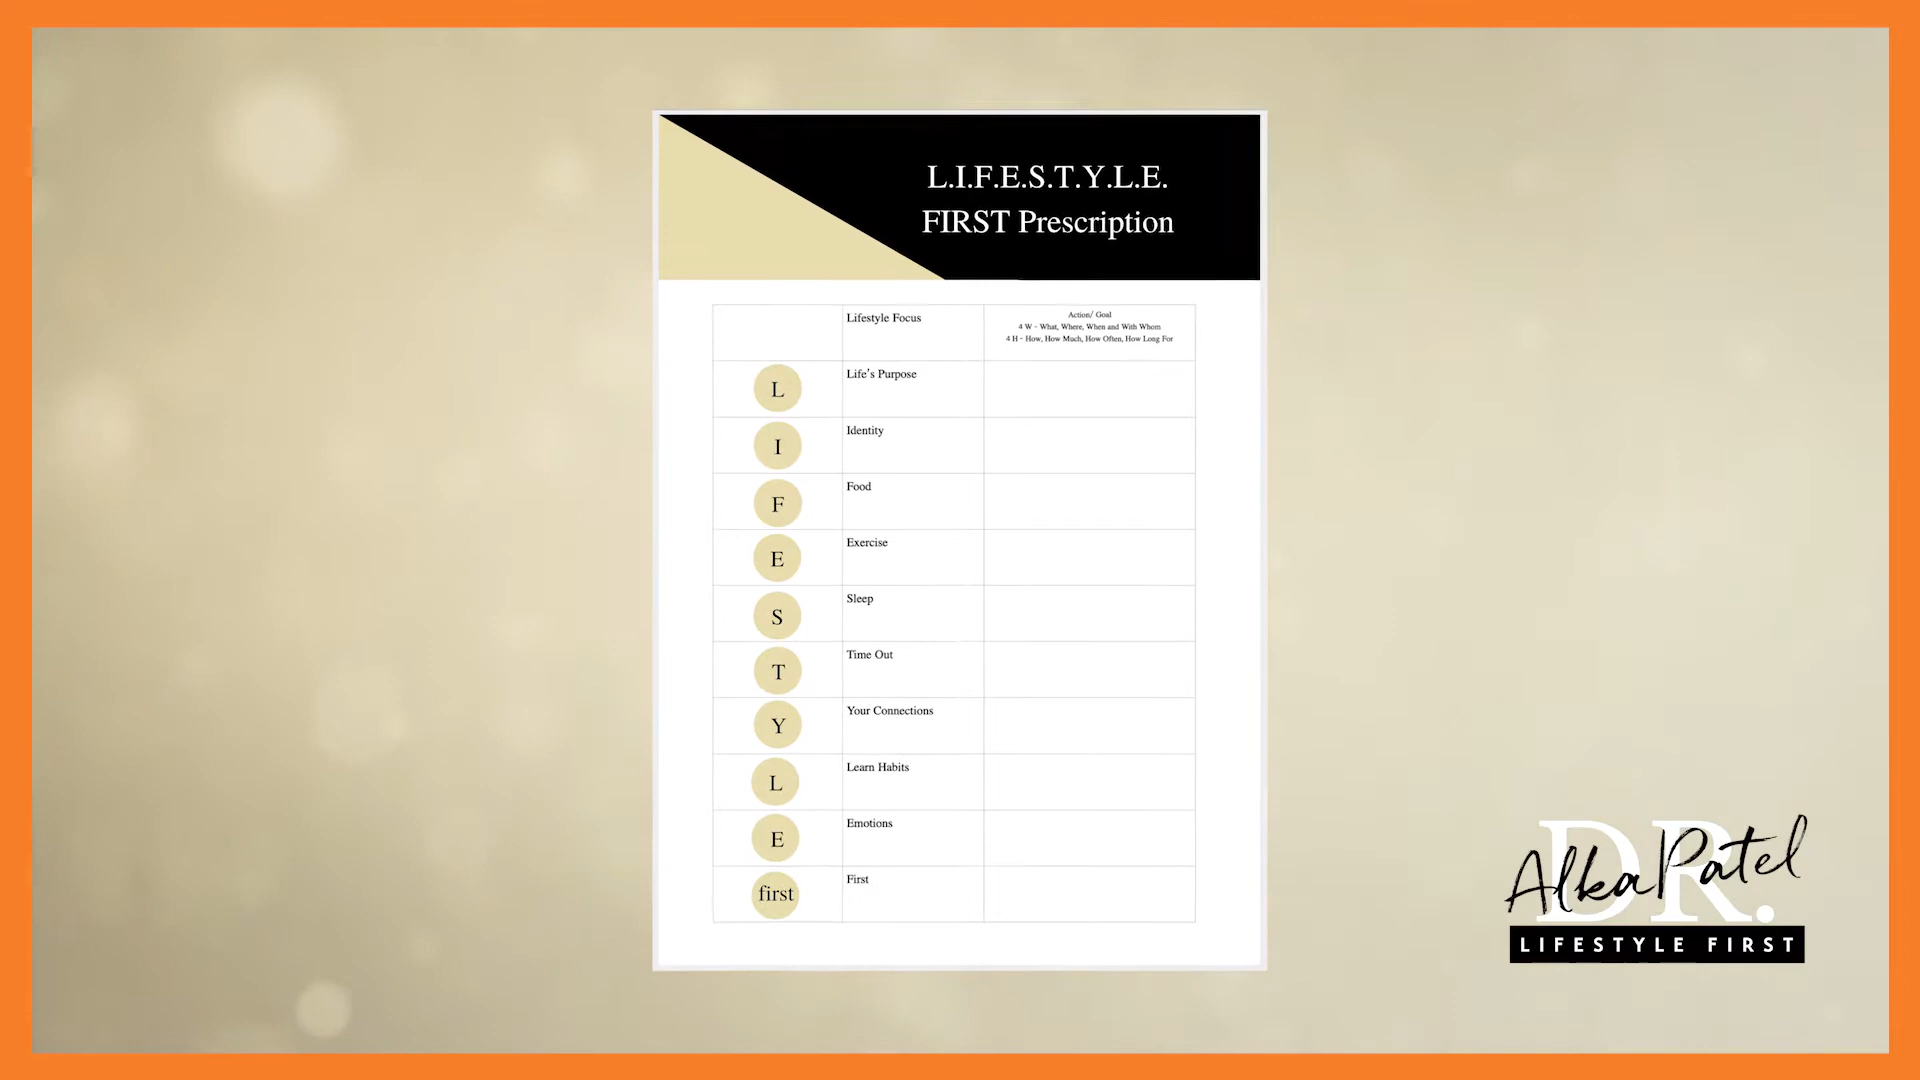 L.I.F.E.S.T.Y.L.E.
FIRST Prescription
Lifestyle Focus
Action/ Goal
4 W - What, Where, When and With Whom
4 H - How, How Much, How Often, How Long For
L Life's Purpose
I Identity
F Food
E Exercise
S Sleep
T Time Out
Y Your Connections
L Learn Habits
E Emotions
first First
DR.
Alka Patel
LIFESTYLE FIRST